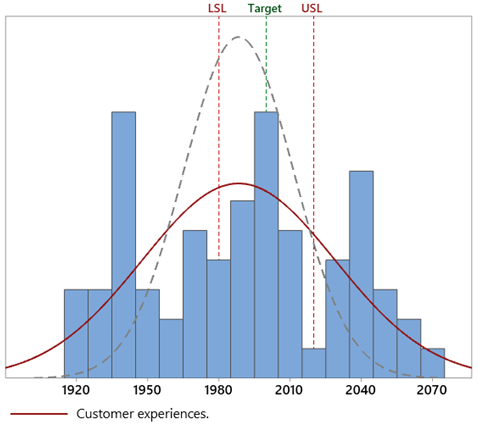 LSL Target USL
1920 1950 1980 2010 2040 2070
Customer experiences.